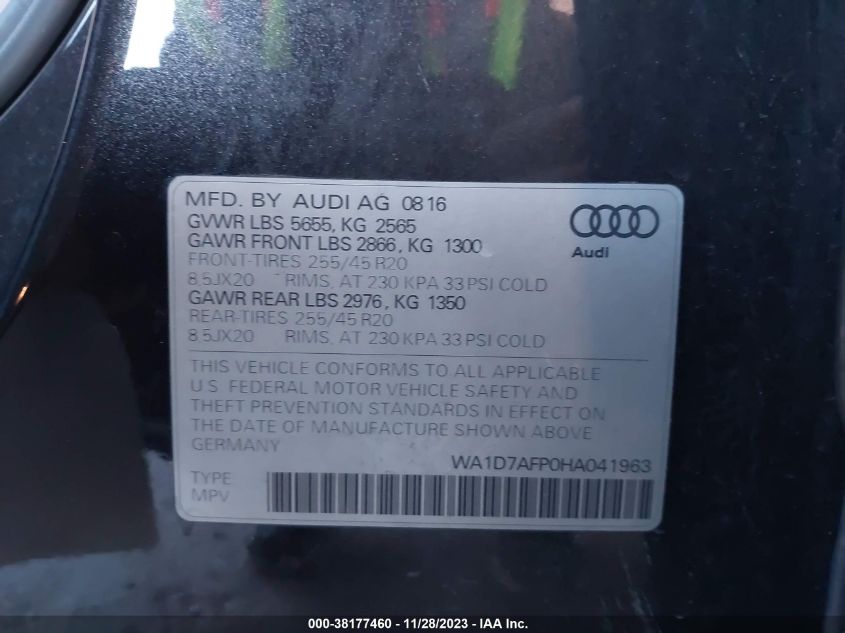 MFD. BY AUDI AG 0816
GVWR LBS 5655, KG 2565
GAWR FRONT LBS 2866, KG 1300
FRONT-TIRES 255/45 R20
8.5JX20 RIMS, AT 230 KPA 33 PSI COLD
GAWR REAR LBS 2976, KG 1350
REAR-TIRES 255/45 R20
8.5JX20 RIMS, AT 230 KPA 33 PSI COLD
Audi
THIS VEHICLE CONFORMS TO ALL APPLICABLE
U.S. FEDERAL MOTOR VEHICLE SAFETY AND
THEFT PREVENTION STANDARDS IN EFFECT ON
THE DATE OF MANUFACTURE SHOWN ABOVE.
GERMANY
WA1D7AFP0HA041963
TYPE
MPV
000-38177460 - 11/28/2023 - WA1 Inc.